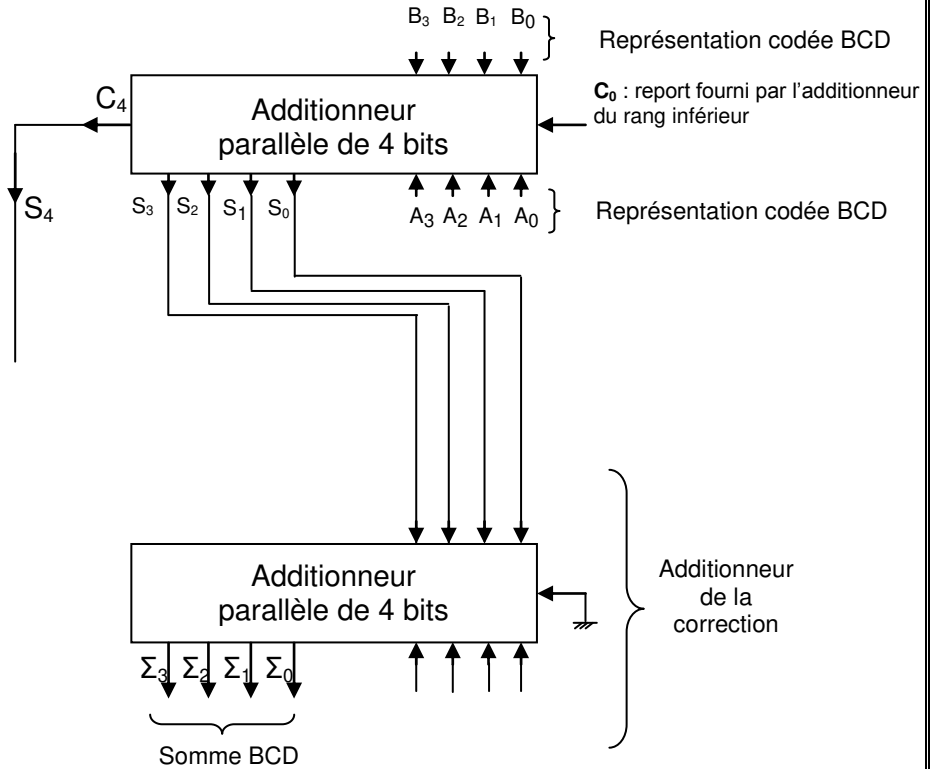 B₃ B₂ B₁ B₀
Représentation codée BCD
C₄
Additionneur
parallèle de 4 bits
C₀ : report fourni par l'additionneur
du rang inférieur
S₄
S₃ S₂ S₁ S₀
A₃ A₂ A₁ A₀
Représentation codée BCD
Additionneur
parallèle de 4 bits
Additionneur
de la
correction
Σ₃ Σ₂ Σ₁ Σ₀
Somme BCD